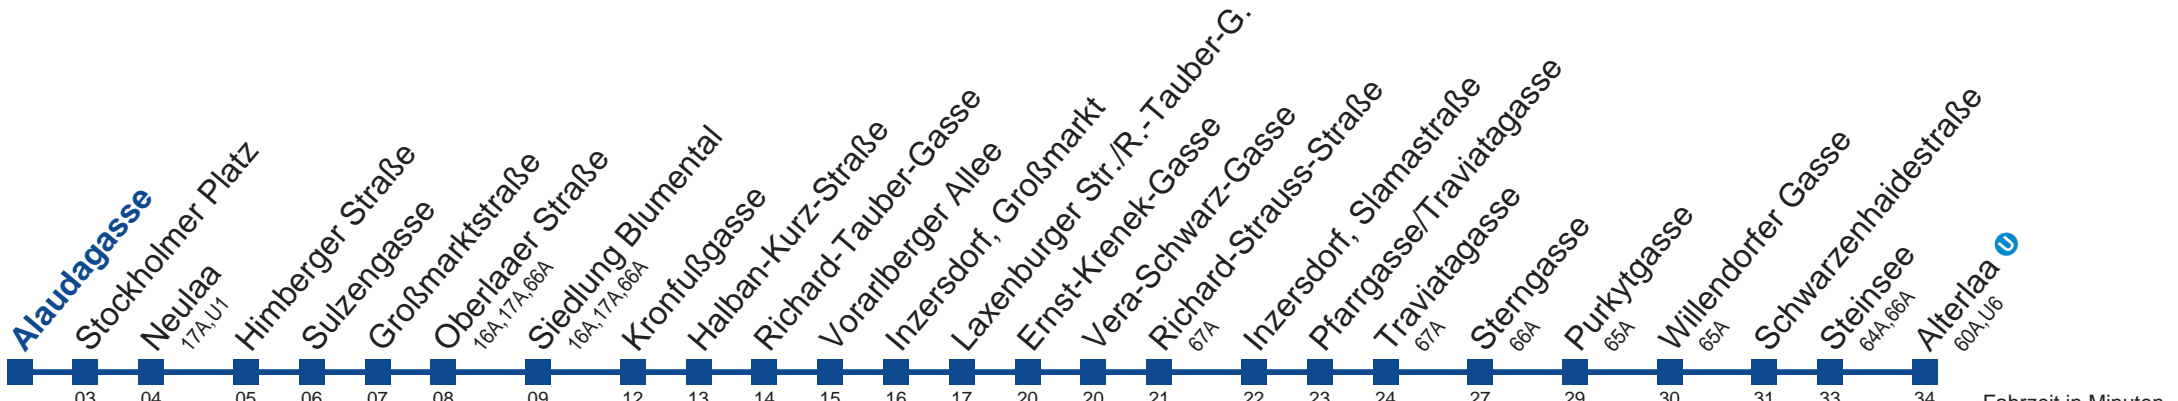 Alaudagasse
Stockholmer Platz
Neulaa
17A,U1
Himberger Straße
Sulzengasse
Großmarktstraße
Oberlaaer Straße
16A,17A,66A
Siedlung Blumental
16A,17A,66A
Kronfußgasse
Halban-Kurz-Straße
Richard-Tauber-Gasse
Vorarlberger Allee
Inzersdorf, Großmarkt
Laxenburger Str./R.-Tauber-G.
Ernst-Krenek-Gasse
Vera-Schwarz-Gasse
Richard-Strauss-Straße
67A
Inzersdorf, Slamastraße
Pfarrgasse/Traviatagasse
Traviatagasse
67A
Sterngasse
66A
Purkytgasse
65A
Willendorfer Gasse
65A
Schwarzenhaidestraße
Steinsee
64A,66A
Alterlaa U
60A,U6
03 04 05 06 07 08 09 12 13 14 15 16 17 20 20 21 22 23 24 27 29 30 31 33 34 Fahrzeit in Minuten